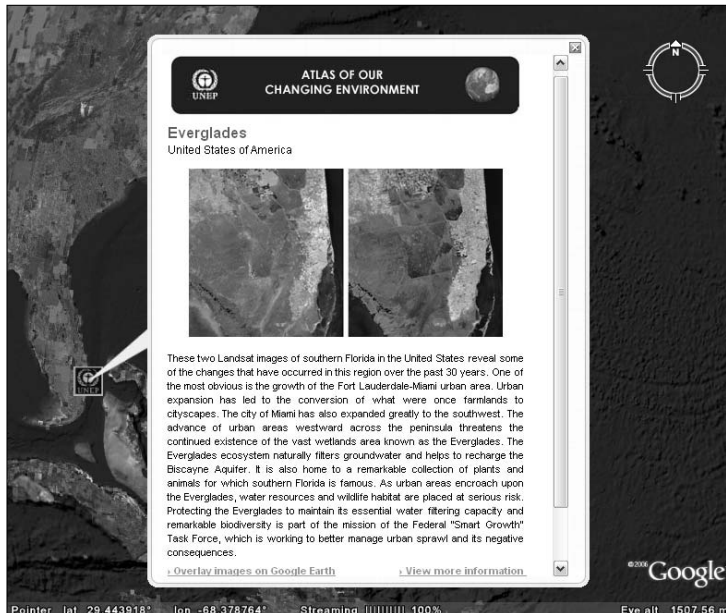 N
UNEP
ATLAS OF OUR
CHANGING ENVIRONMENT
Everglades
United States of America
These two Landsat images of southern Florida in the United States reveal some
of the changes that have occurred in this region over the past 30 years. One of
the most obvious is the growth of the Fort Lauderdale-Miami urban area. Urban
expansion has led to the conversion of what were once farmlands to
cityscapes. The city of Miami has also expanded greatly to the southwest. The
advance of urban areas westward across the peninsula threatens the
continued existence of the vast wetlands area known as the Everglades. The
Everglades ecosystem naturally filters groundwater and helps to recharge the
Biscayne Aquifer. It is also home to a remarkable collection of plants and
animals for which southern Florida is famous. As urban areas encroach upon
the Everglades, water resources and wildlife habitat are placed at serious risk.
Protecting the Everglades to maintain its essential water filtering capacity and
remarkable biodiversity is part of the mission of the Federal "Smart Growth"
Task Force, which is working to better manage urban sprawl and its negative
consequences.
› Overlay images on Google Earth › View more information
UNEP
©2006 Google
Pointer lat 29.443918° lon -68.378764° Streaming |||||||||| 100% Eye alt 1507.56 m